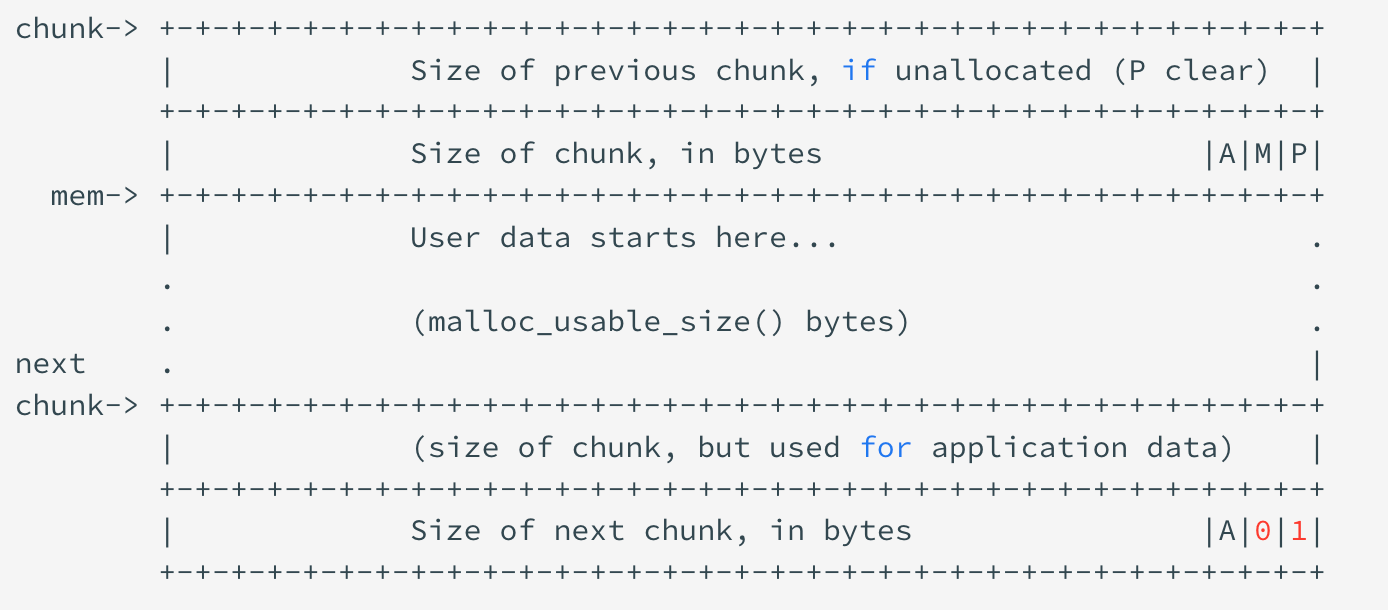 chunk-> +-+-+-+-+-+-+-+-+-+-+-+-+-+-+-+-+-+-+-+-+-+-+-+-+-+-+-+-+-+-+-+-+
        |             Size of previous chunk, if unallocated (P clear)  |
        +-+-+-+-+-+-+-+-+-+-+-+-+-+-+-+-+-+-+-+-+-+-+-+-+-+-+-+-+-+-+-+-+
        |             Size of chunk, in bytes                     |A|M|P|
  mem-> +-+-+-+-+-+-+-+-+-+-+-+-+-+-+-+-+-+-+-+-+-+-+-+-+-+-+-+-+-+-+-+-+
        |             User data starts here...                          .
        .                                                               .
        .             (malloc_usable_size() bytes)                      .
next    .                                                               |
chunk-> +-+-+-+-+-+-+-+-+-+-+-+-+-+-+-+-+-+-+-+-+-+-+-+-+-+-+-+-+-+-+-+-+
        |             (size of chunk, but used for application data)    |
        +-+-+-+-+-+-+-+-+-+-+-+-+-+-+-+-+-+-+-+-+-+-+-+-+-+-+-+-+-+-+-+-+
        |             Size of next chunk, in bytes                |A|0|1|
        +-+-+-+-+-+-+-+-+-+-+-+-+-+-+-+-+-+-+-+-+-+-+-+-+-+-+-+-+-+-+-+-+